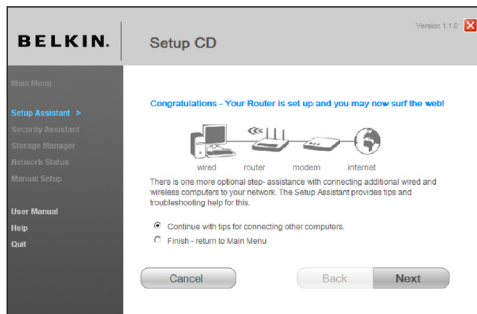 BELKIN.
Setup CD
Version 1.1.6
Main Menu
Setup Assistant >
Security Assistant
Storage Manager
Network Status
Manual Setup
User Manual
Help
Quit
Congratulations - Your Router is set up and you may now surf the web!
wired router modem internet
There is one more optional step- assistance with connecting additional wired and
wireless computers to your network. The Setup Assistant provides tips and
troubleshooting help for this.
Continue with tips for connecting other computers.
Finish - return to Main Menu
Cancel
Back
Next